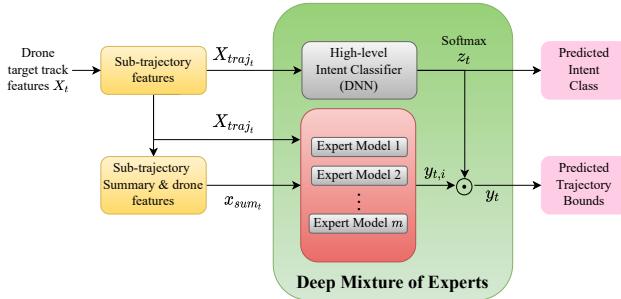 Drone
target track
features X_t
Sub-trajectory
features
X_{traj_t}
High-level
Intent Classifier
(DNN)
Softmax
z_t
Predicted
Intent
Class
X_{traj_t}
Sub-trajectory
Summary & drone
features
x_{sum_t}
Expert Model 1
Expert Model 2
⋮
Expert Model m
y_{t,i}
⊙
y_t
Predicted
Trajectory
Bounds
Deep Mixture of Experts